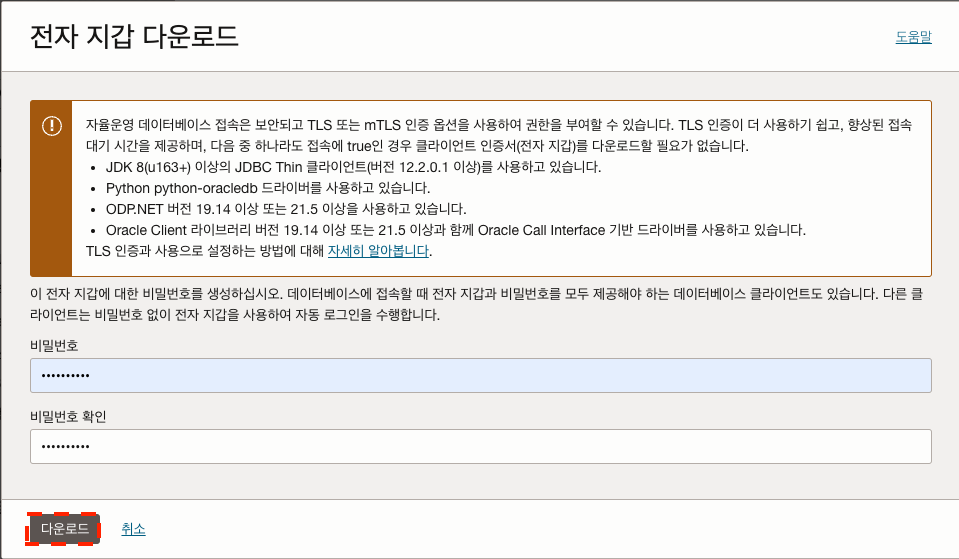 전자 지갑 다운로드
도움말
자율운영 데이터베이스 접속은 보안되고 TLS 또는 mTLS 인증 옵션을 사용하여 권한을 부여할 수 있습니다. TLS 인증이 더 사용하기 쉽고, 향상된 접속
대기 시간을 제공하며, 다음 중 하나라도 접속에 true인 경우 클라이언트 인증서(전자 지갑)를 다운로드할 필요가 없습니다.
• JDK 8(u163+) 이상의 JDBC Thin 클라이언트(버전 12.2.0.1 이상)를 사용하고 있습니다.
• Python python-oracledb 드라이버를 사용하고 있습니다.
• ODP.NET 버전 19.14 이상 또는 21.5 이상을 사용하고 있습니다.
• Oracle Client 라이브러리 버전 19.14 이상 또는 21.5 이상과 함께 Oracle Call Interface 기반 드라이버를 사용하고 있습니다.
TLS 인증과 사용으로 설정하는 방법에 대해 자세히 알아봅니다.
이 전자 지갑에 대한 비밀번호를 생성하십시오. 데이터베이스에 접속할 때 전자 지갑과 비밀번호를 모두 제공해야 하는 데이터베이스 클라이언트도 있습니다. 다른 클
라이언트는 비밀번호 없이 전자 지갑을 사용하여 자동 로그인을 수행합니다.
비밀번호
••••••••••
비밀번호 확인
••••••••••
다운로드
취소